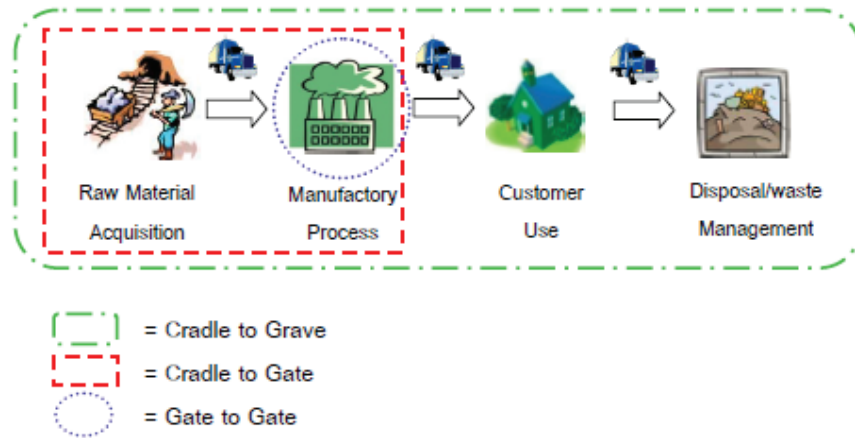 Raw Material
Acquisition
Manufactory
Process
Customer
Use
Disposal/waste
Management
= Cradle to Grave
= Cradle to Gate
= Gate to Gate